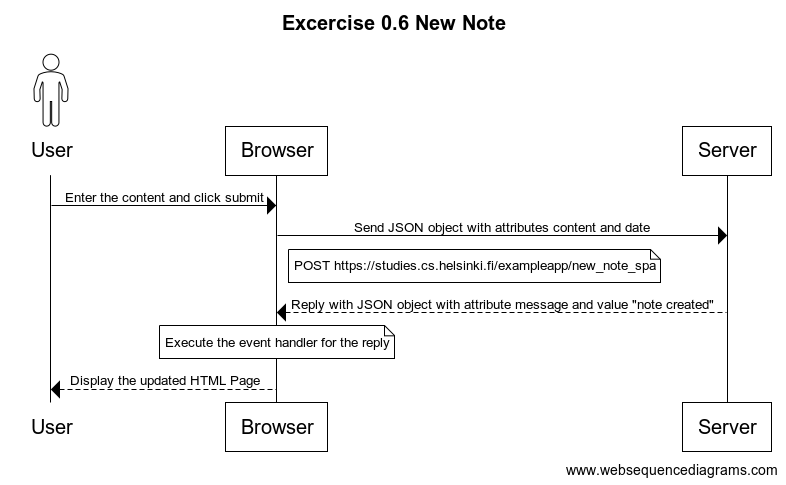 Excercise 0.6 New Note
User
Browser
Server
Enter the content and click submit
Send JSON object with attributes content and date
POST https://studies.cs.helsinki.fi/exampleapp/new_note_spa
Reply with JSON object with attribute message and value "note created"
Execute the event handler for the reply
Display the updated HTML Page
User
Browser
Server
www.websequencediagrams.com